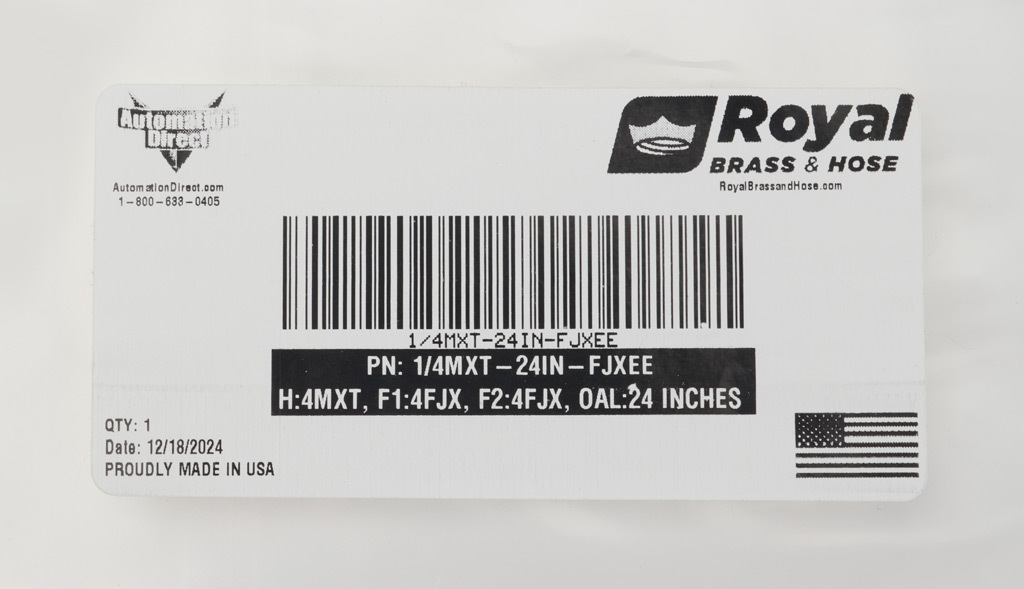 Automation
Direct
AutomationDirect.com
1-800-633-0405
Royal
BRASS & HOSE
RoyalBrassandHose.com
1/4MXT-24IN-FJXEE
PN: 1/4MXT-24IN-FJXEE
H:4MXT, F1:4FJX, F2:4FJX, OAL:24 INCHES
QTY: 1
Date: 12/18/2024
PROUDLY MADE IN USA